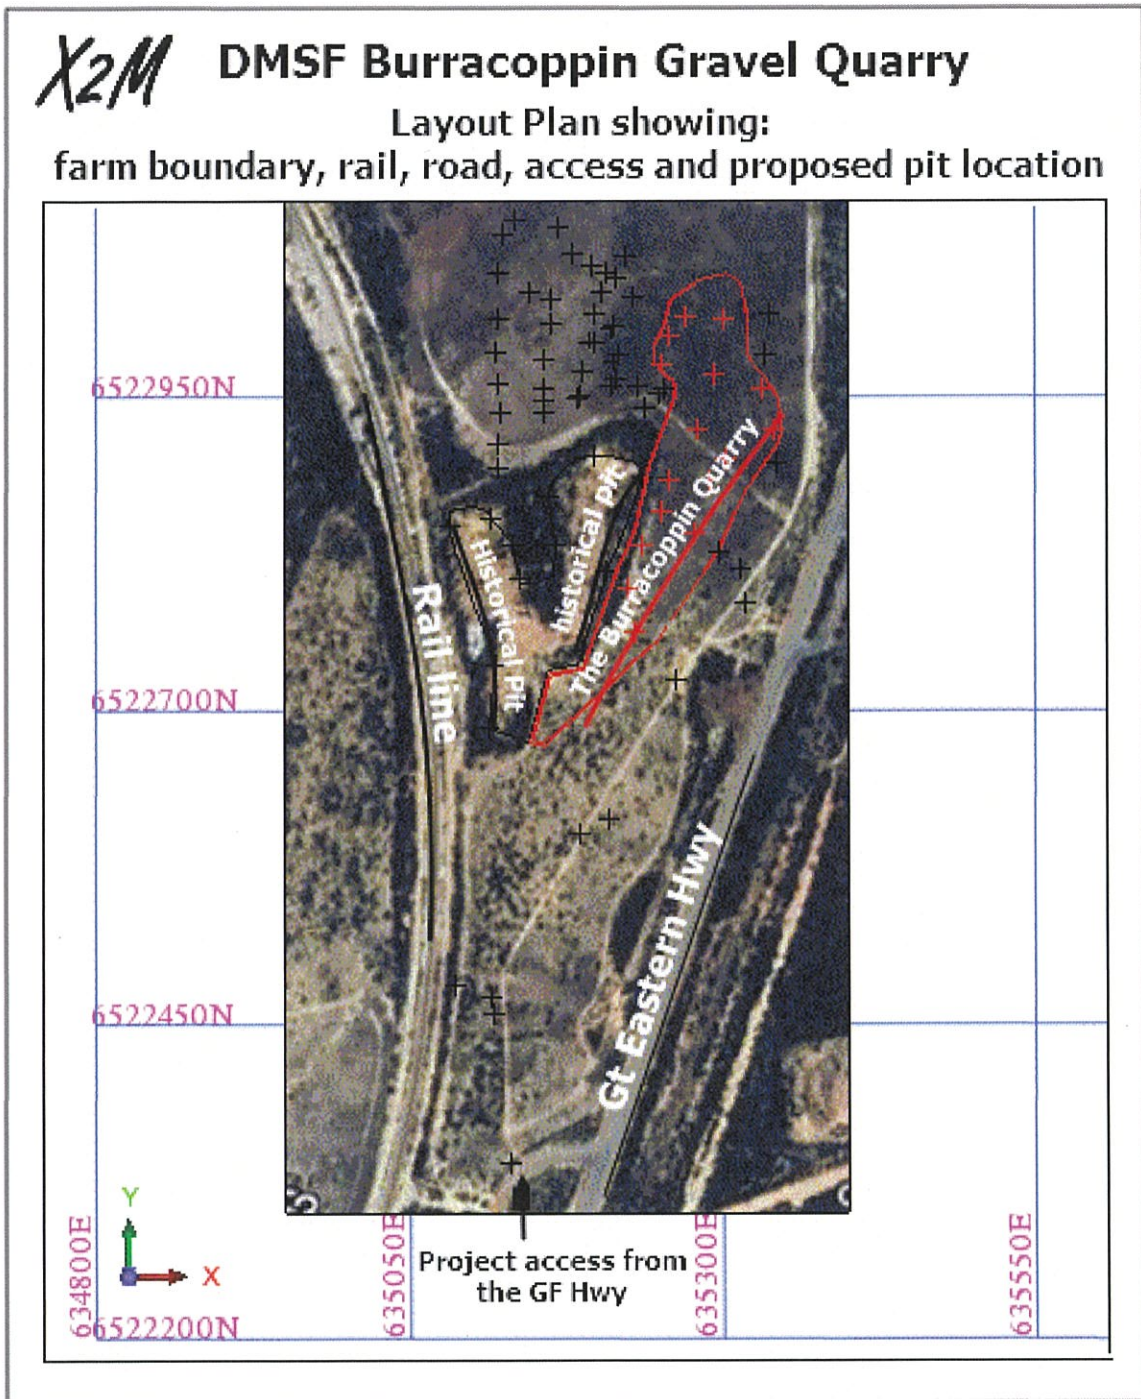 X2M
DMSF Burracoppin Gravel Quarry
Layout Plan showing:
farm boundary, rail, road, access and proposed pit location
6522950N
The Burracoppin Quarry
historical pit
Historical Pit
Rail line
6522700N
Gt Eastern Hwy
6522450N
Y
X
Project access from
the GF Hwy
634800E
635050E
635300E
635550E
6522200N